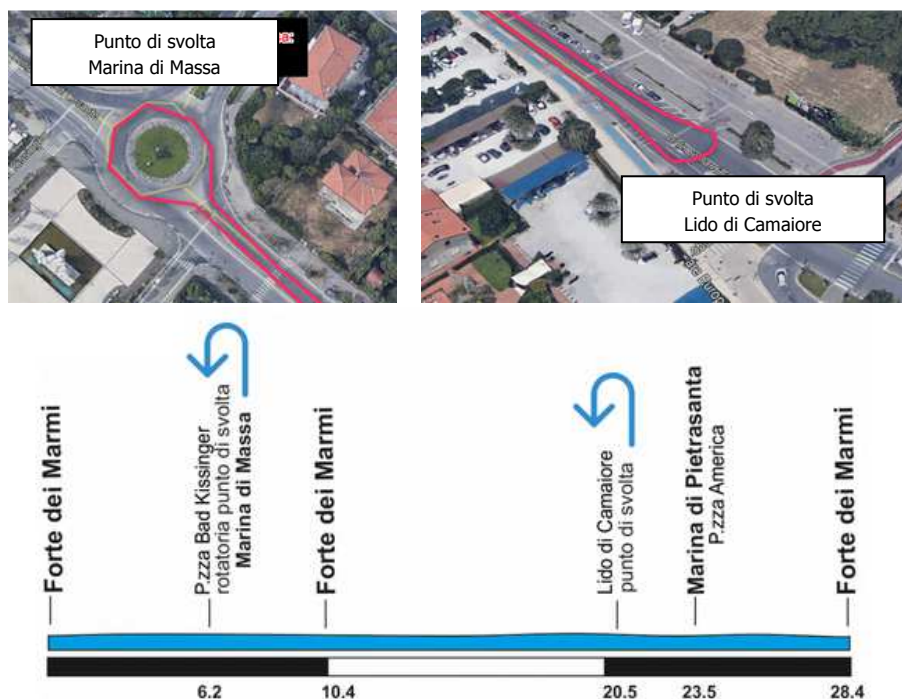 Punto di svolta
Marina di Massa
Punto di svolta
Lido di Camaiore
Forte dei Marmi
P.zza Bad Kissinger
rotatoria punto di svolta
Marina di Massa
Forte dei Marmi
Lido di Camaiore
punto di svolta
Marina di Pietrasanta
P.zza America
Forte dei Marmi
6.2
10.4
20.5
23.5
28.4